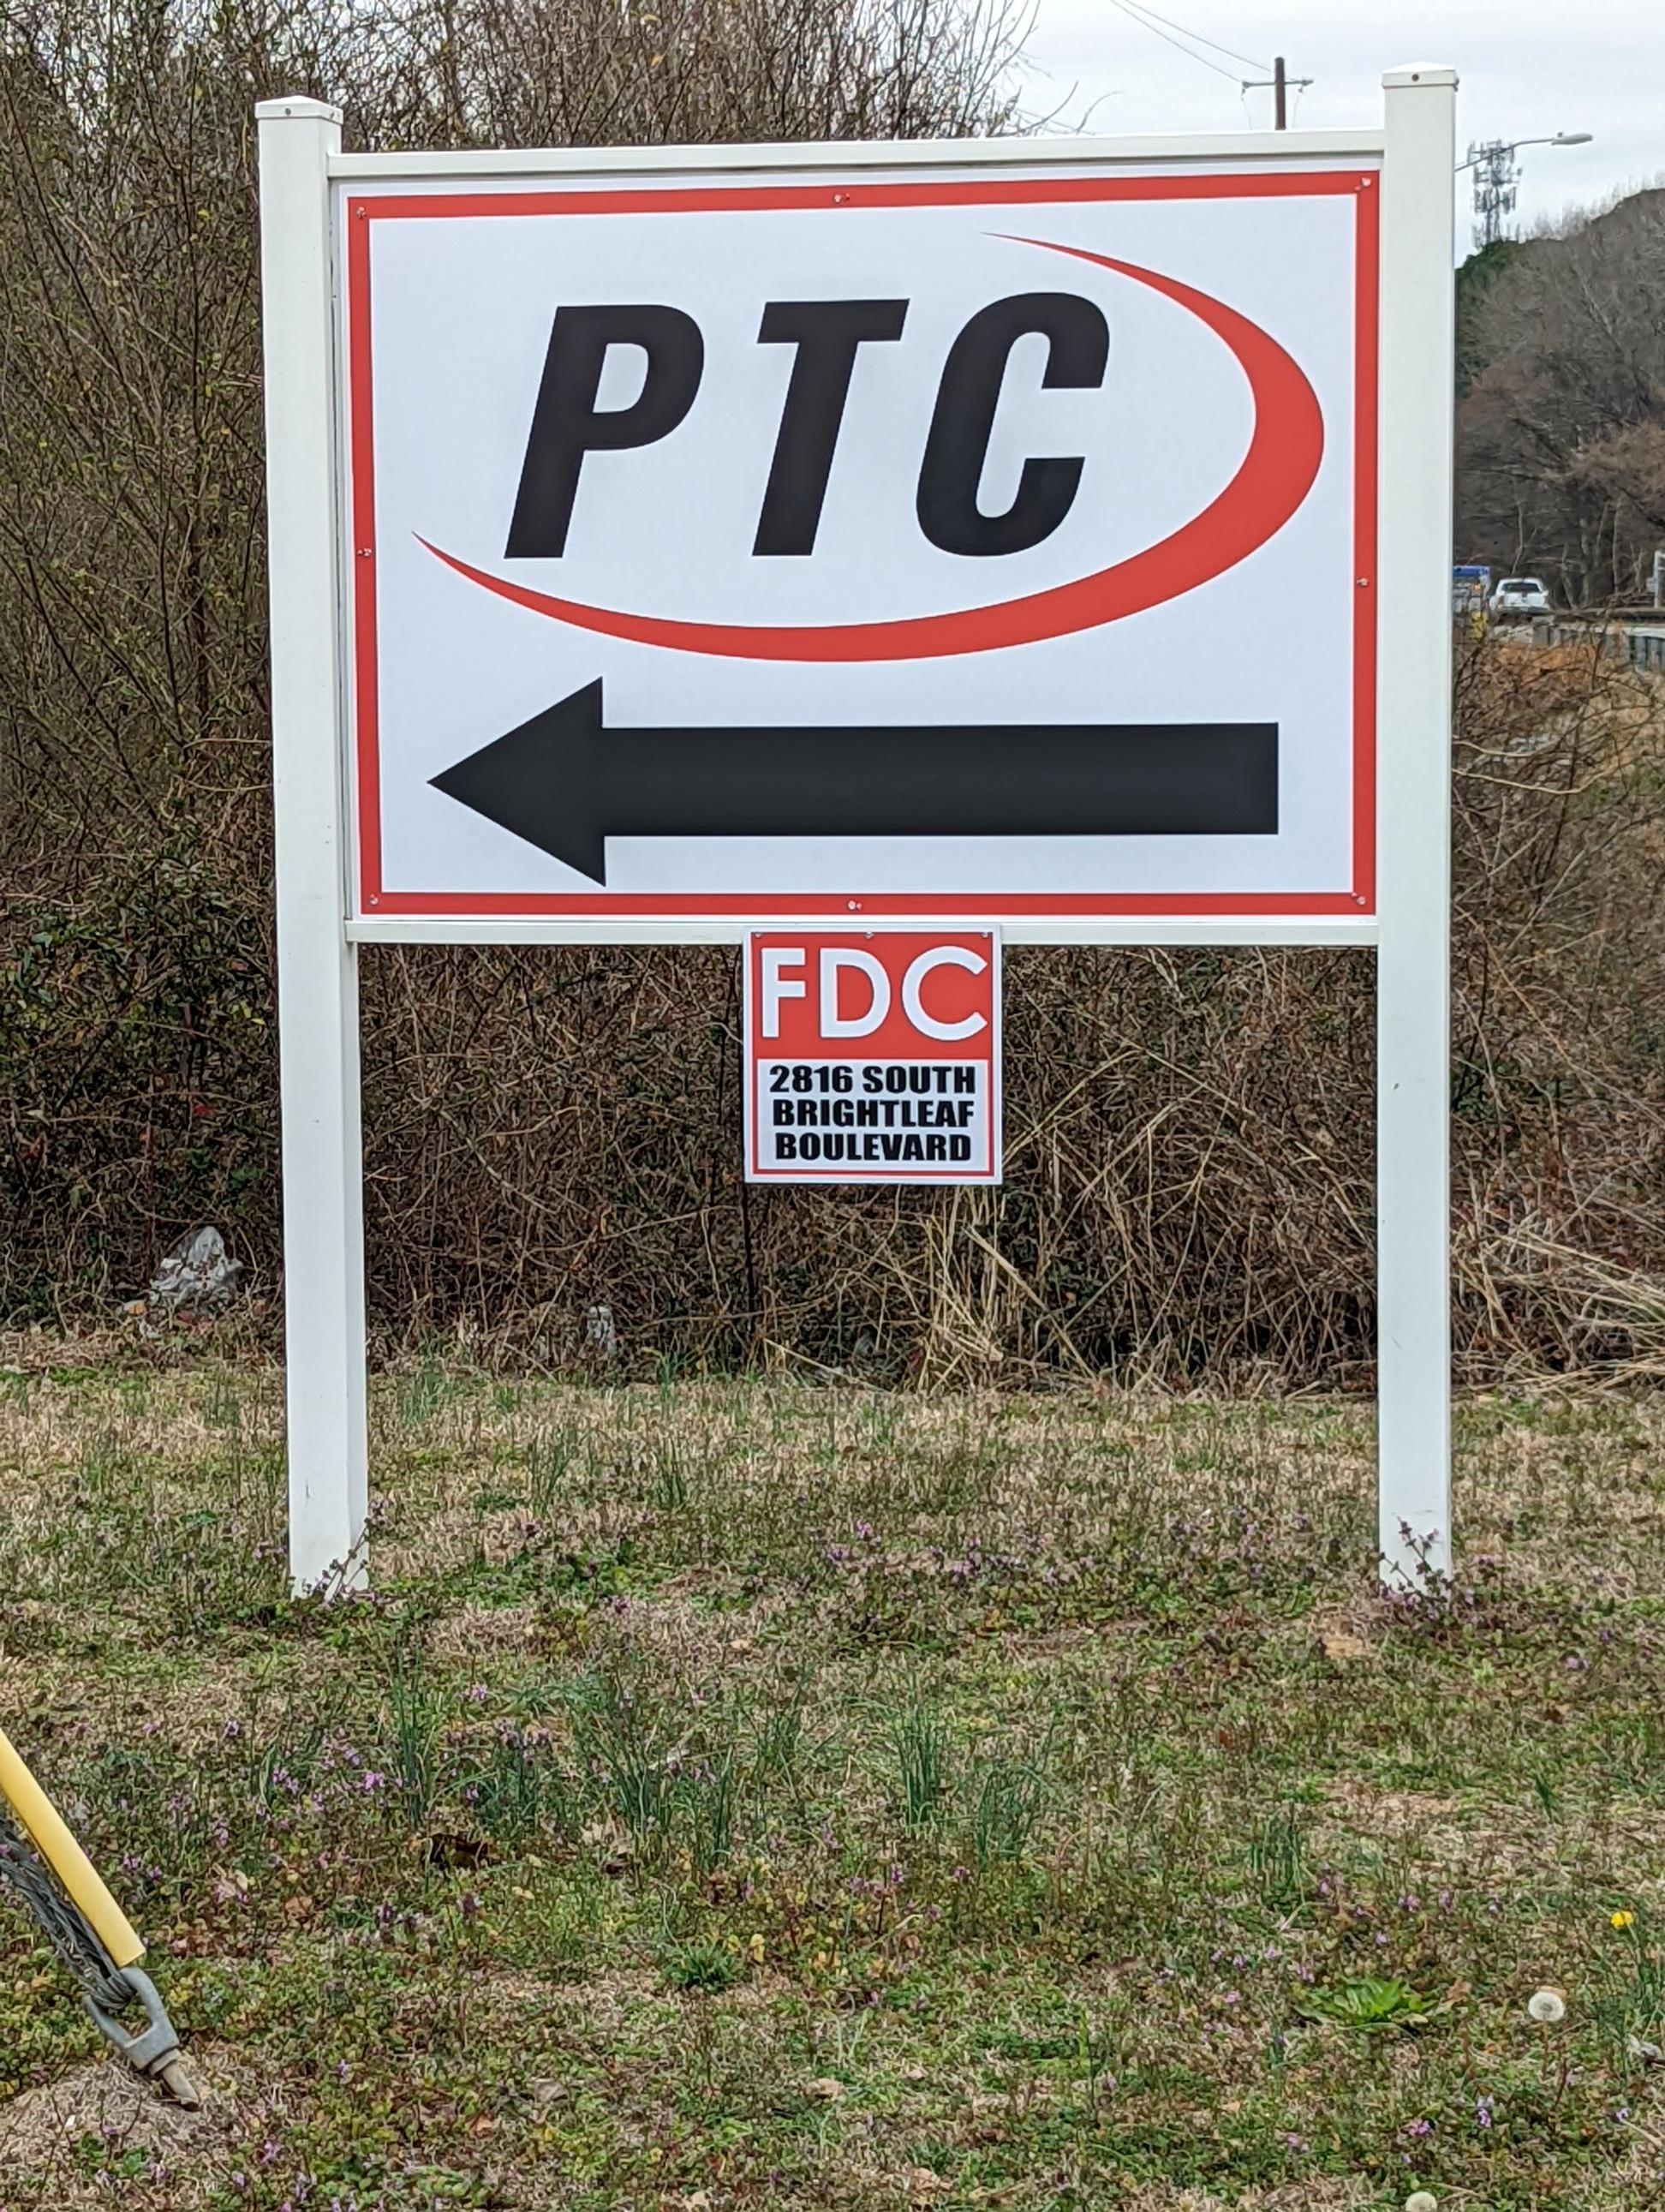 PTC
FDC
2816 SOUTH
BRIGHTLEAF
BOULEVARD